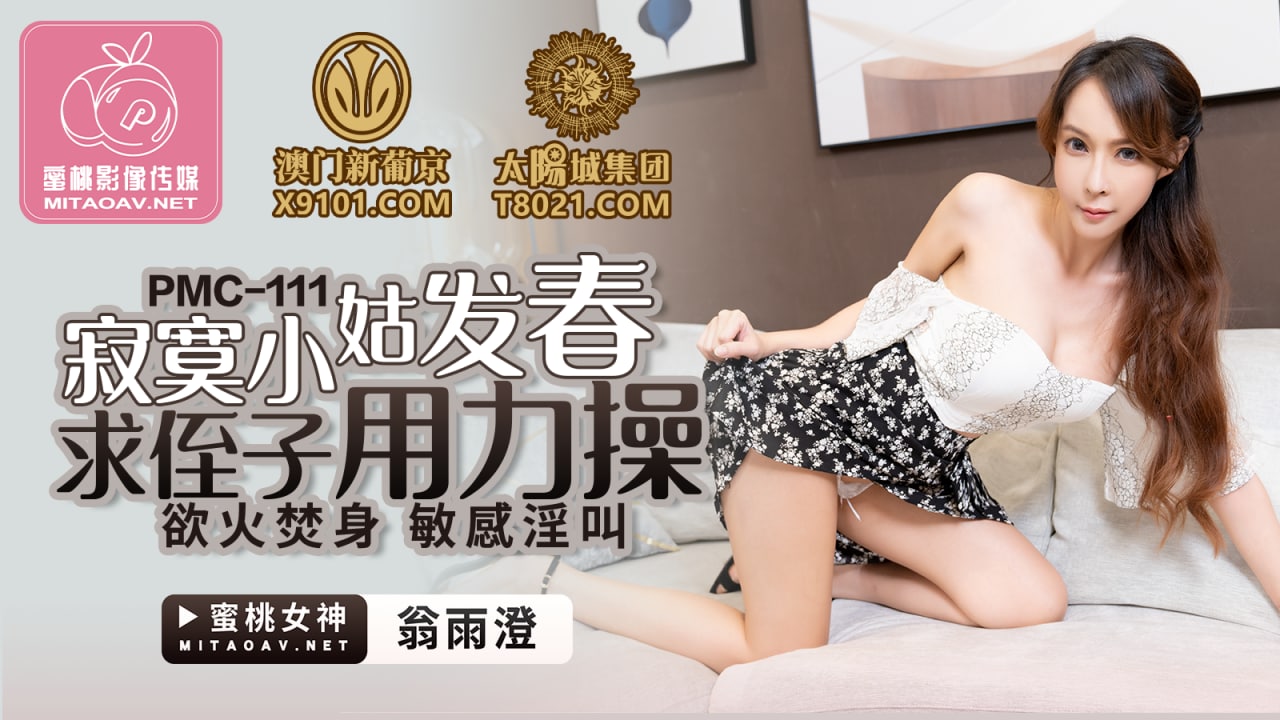 蜜桃影像传媒
MITAOAV.NET
澳门新葡京
X9101.COM
太陽城集团
T8021.COM
PMC-111
寂寞小姑发春
求侄子用力操
欲火焚身 敏感淫叫
蜜桃女神
MITAOAV.NET
翁雨澄